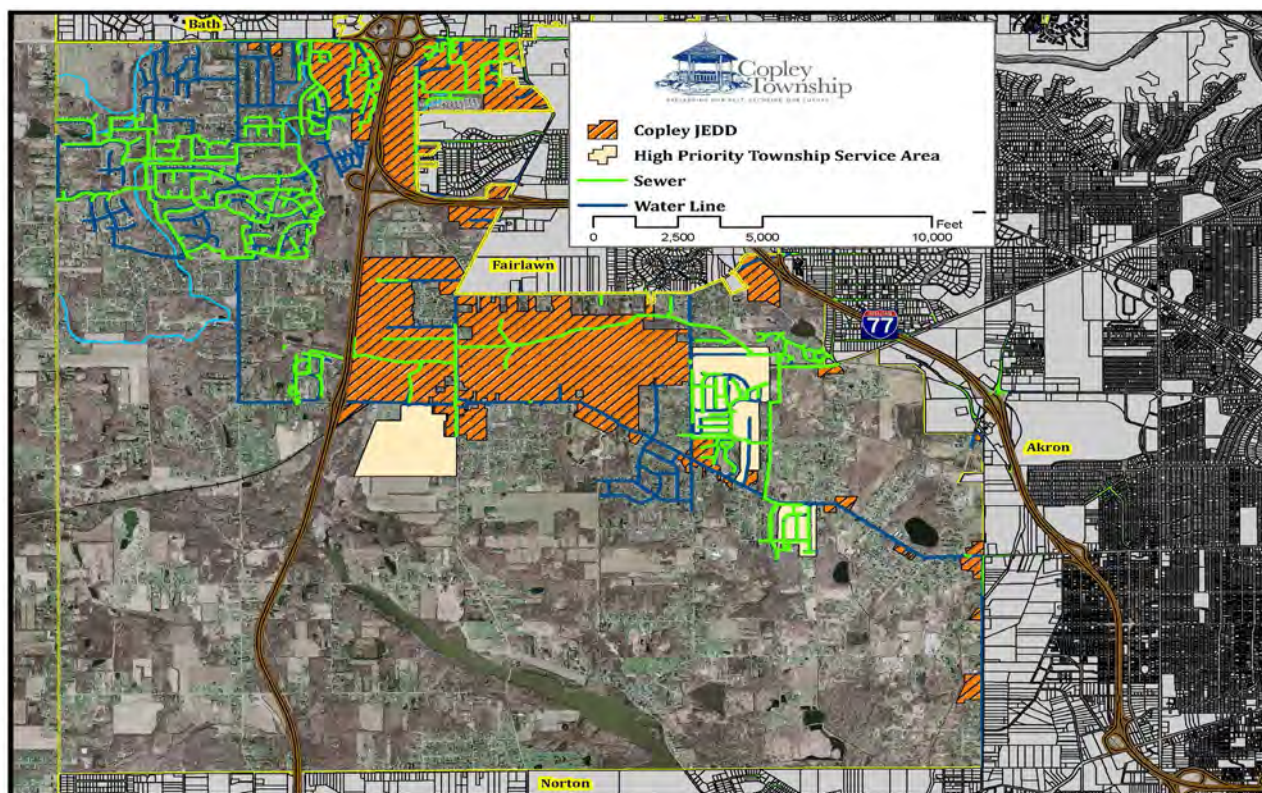 Bath
Copley
Township
Copley JEDD
High Priority Township Service Area
Sewer
Water Line
Feet
0 2,500 5,000 10,000
Fairlawn
77
Akron
Norton